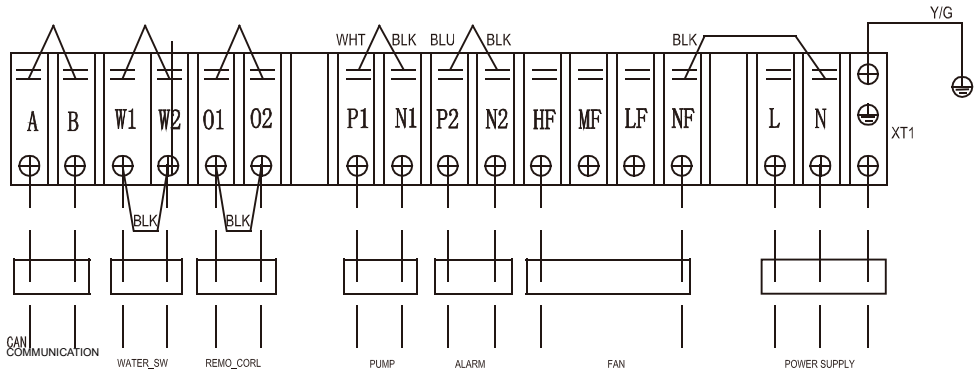 Y/G
WHT BLK BLU BLK BLK
A B W1 W2 O1 O2 P1 N1 P2 N2 HF MF LF NF L N
XT1
BLK BLK
CAN
COMMUNICATION
WATER_SW REMO_CORL PUMP ALARM FAN POWER SUPPLY